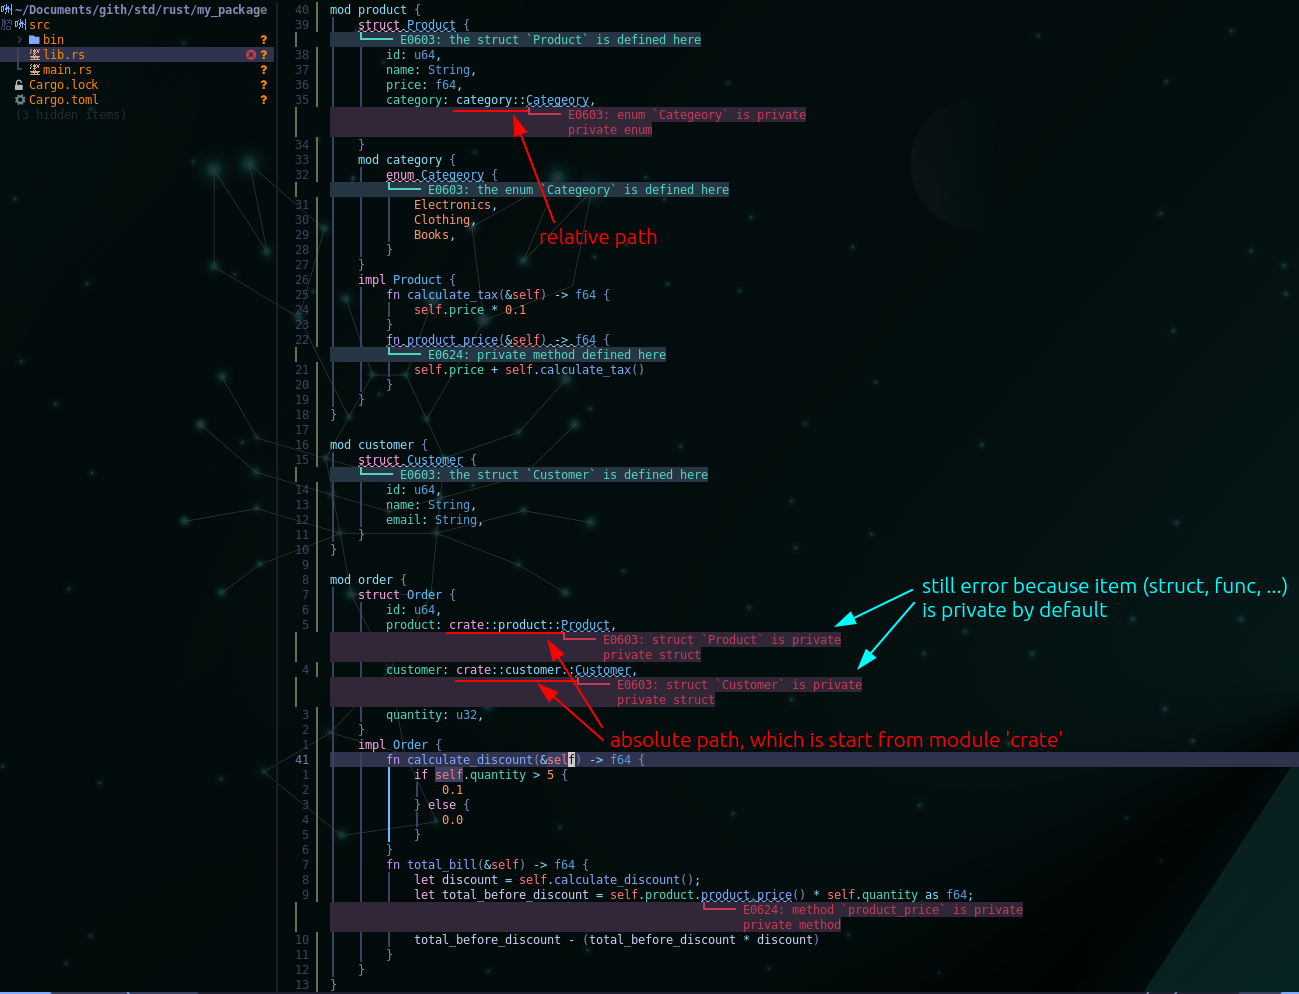 ~/Documents/gith/std/rust/my_package
src
bin ?
lib.rs ?
main.rs ?
Cargo.lock
Cargo.toml ?
(3 hidden items)
40 mod product {
39 struct Product {
E0603: the struct `Product` is defined here
38 id: u64,
37 name: String,
36 price: f64,
35 category: category::Categeory,
E0603: enum `Categeory` is private
private enum
34 }
33 mod category {
32 enum Categeory {
E0603: the enum `Categeory` is defined here
31 Electronics,
30 Clothing,
29 Books,
relative path
28 }
27 }
26 impl Product {
25 fn calculate_tax(&self) -> f64 {
24 self.price * 0.1
23 }
22 fn product_price(&self) -> f64 {
E0624: private method defined here
21 self.price + self.calculate_tax()
20 }
19 }
18 }
17
16 mod customer {
15 struct Customer {
E0603: the struct `Customer` is defined here
14 id: u64,
13 name: String,
12 email: String,
11 }
10 }
9
8 mod order {
7 struct Order {
still error because item (struct, func, ...)
is private by default
6 id: u64,
5 product: crate::product::Product,
E0603: struct `Product` is private
private struct
4 customer: crate::customer::Customer,
E0603: struct `Customer` is private
private struct
3 quantity: u32,
2 }
absolute path, which is start from module 'crate'
1 impl Order {
41 fn calculate_discount(&self) -> f64 {
1 if self.quantity > 5 {
2 0.1
3 } else {
4 0.0
5 }
6 }
7 fn total_bill(&self) -> f64 {
8 let discount = self.calculate_discount();
9 let total_before_discount = self.product.product_price() * self.quantity as f64;
E0624: method `product_price` is private
private method
10 total_before_discount - (total_before_discount * discount)
11 }
12 }
13 }